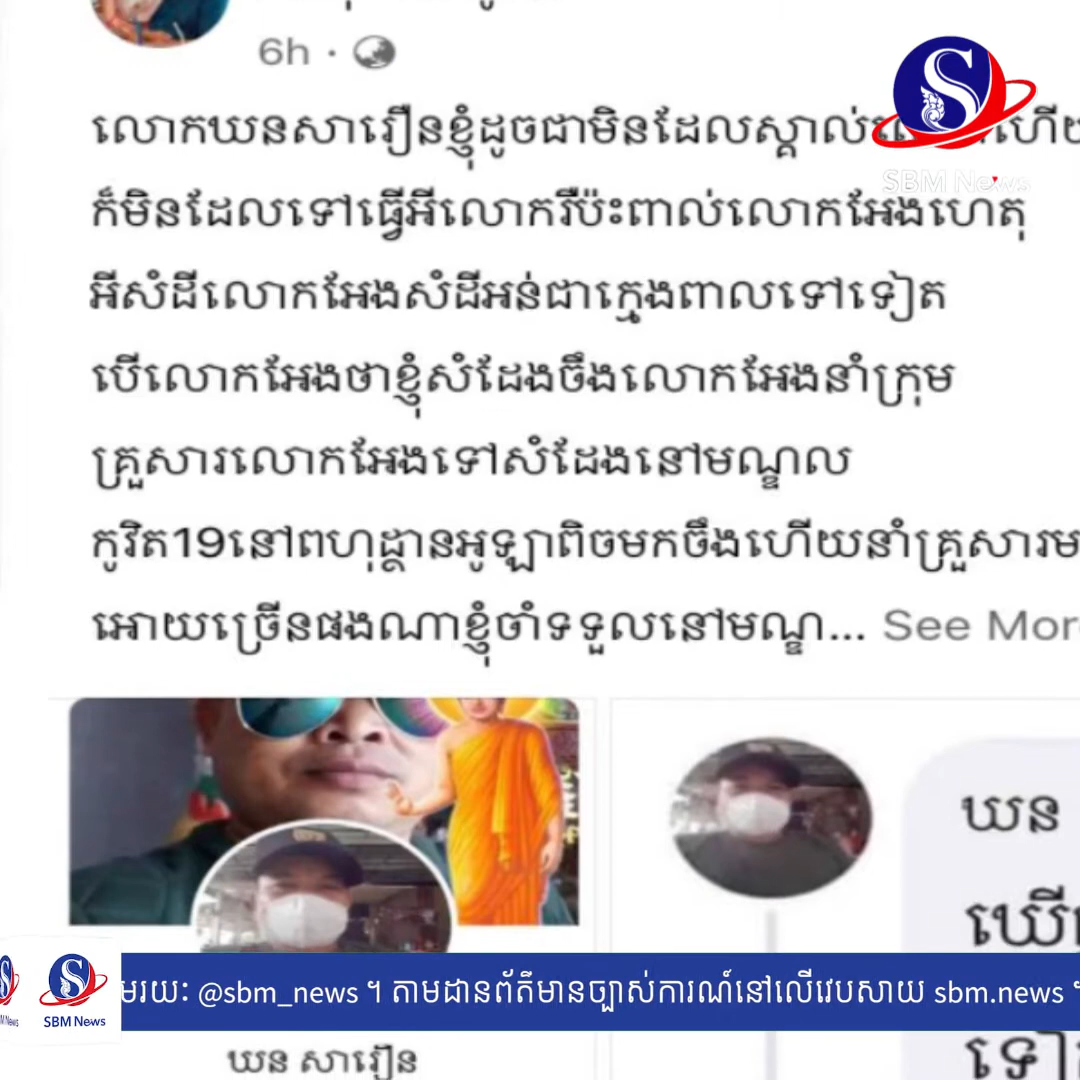 6h ·
លោកឃនសារឿនខ្ញុំដូចជាមិនដែលស្គាល់
ក៏មិនដែលទៅធ្វើអីលោករឺប៉ះពាល់លោកអែងហេតុ
អីសំដីលោកអែងសំដីអន់ជាក្មេងពាលទៅទៀត
បើលោកអែងថាខ្ញុំសំដែងចឹងលោកអែងនាំក្រុម
គ្រួសារលោកអែងទៅសំដែងនៅមណ្ឌល
កូវិត19នៅពហុដ្ឋានអូឡាពិចមកចឹងហើយនាំគ្រួសារម
អោយច្រើនផងណាខ្ញុំចាំទទួលនៅមណ្ឌ... See More
SBM News
ឃន
SBM News មរយៈ @sbm_news ។ តាមដានព័ត៌មានច្បាស់ការណ៍នៅលើវេបសាយ sbm.news ។
ឃន សារឿន